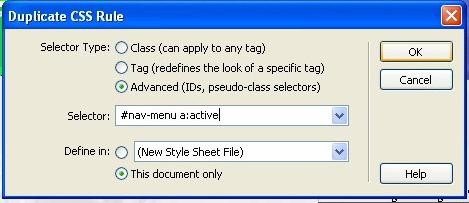 Duplicate CSS Rule
Selector Type: Class (can apply to any tag)
Tag (redefines the look of a specific tag)
Advanced (IDs, pseudo-class selectors)
Selector: #nav-menu a:active
Define in: (New Style Sheet File)
This document only
OK
Cancel
Help